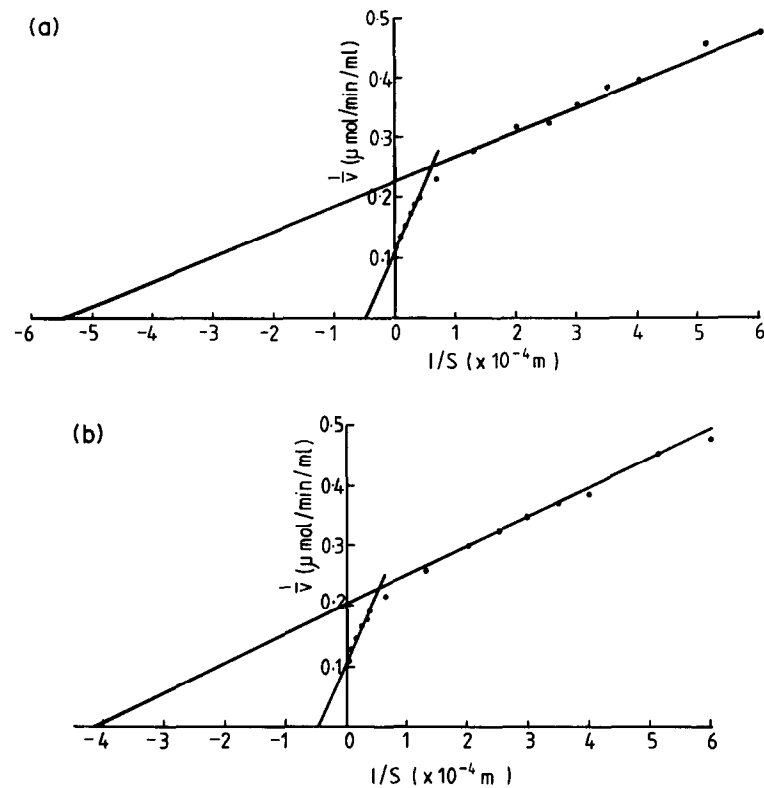 (a)
0·5
0·4
0·3
0·2
0·1
1/v (μ mol/min/ml)
-6 -5 -4 -3 -2 -1 0 1 2 3 4 5 6
1/S (×10⁻⁴ m)
(b)
0·5
0·4
0·3
0·2
0·1
1/v (μ mol/min/ml)
-4 -3 -2 -1 0 1 2 3 4 5 6
1/S (×10⁻⁴ m)